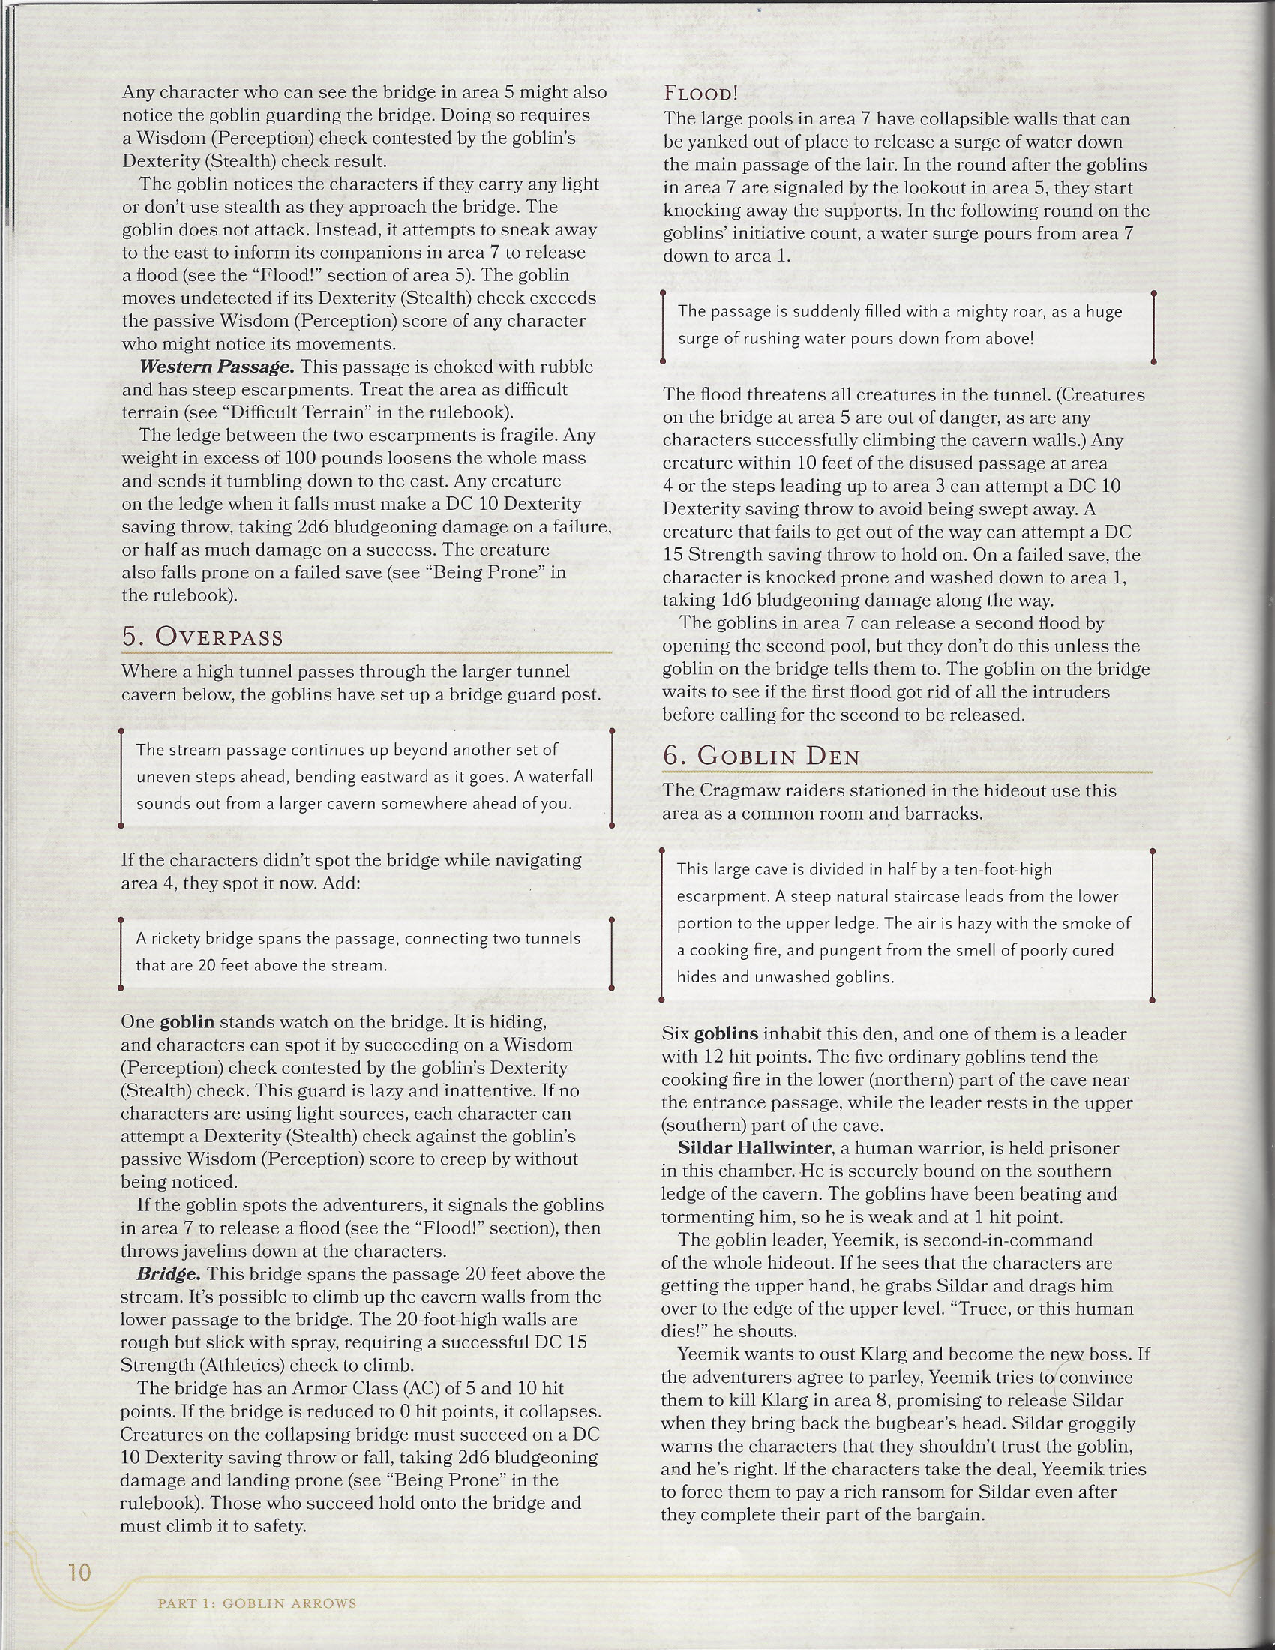 Any character who can see the bridge in area 5 might also
notice the goblin guarding the bridge. Doing so requires
a Wisdom (Perception) check contested by the goblin's
Dexterity (Stealth) check result.
The goblin notices the characters if they carry any light
or don't use stealth as they approach the bridge. The
goblin does not attack. Instead, it attempts to sneak away
to the east to inform its companions in area 7 to release
a flood (see the “Flood!” section of area 5). The goblin
moves undetected if its Dexterity (Stealth) check exceeds
the passive Wisdom (Perception) score of any character
who might notice its movements.
Western Passage. This passage is choked with rubble
and has steep escarpments. Treat the area as difficult
terrain (see “Difficult Terrain” in the rulebook).
The ledge between the two escarpments is fragile. Any
weight in excess of 100 pounds loosens the whole mass
and sends it tumbling down to the east. Any creature
on the ledge when it falls must make a DC 10 Dexterity
saving throw, taking 2d6 bludgeoning damage on a failure,
or half as much damage on a success. The creature
also falls prone on a failed save (see “Being Prone” in
the rulebook).
5. OVERPASS
Where a high tunnel passes through the larger tunnel
cavern below, the goblins have set up a bridge guard post.
The stream passage continues up beyond another set of
uneven steps ahead, bending eastward as it goes. A waterfall
sounds out from a larger cavern somewhere ahead of you.
If the characters didn't spot the bridge while navigating
area 4, they spot it now. Add:
A rickety bridge spans the passage, connecting two tunnels
that are 20 feet above the stream.
One goblin stands watch on the bridge. It is hiding,
and characters can spot it by succeeding on a Wisdom
(Perception) check contested by the goblin's Dexterity
(Stealth) check. This guard is lazy and inattentive. If no
characters are using light sources, each character can
attempt a Dexterity (Stealth) check against the goblin's
passive Wisdom (Perception) score to creep by without
being noticed.
If the goblin spots the adventurers, it signals the goblins
in area 7 to release a flood (see the “Flood!” section), then
throws javelins down at the characters.
Bridge. This bridge spans the passage 20 feet above the
stream. It's possible to climb up the cavern walls from the
lower passage to the bridge. The 20-foot-high walls are
rough but slick with spray, requiring a successful DC 15
Strength (Athletics) check to climb.
The bridge has an Armor Class (AC) of 5 and 10 hit
points. If the bridge is reduced to 0 hit points, it collapses.
Creatures on the collapsing bridge must succeed on a DC
10 Dexterity saving throw or fall, taking 2d6 bludgeoning
damage and landing prone (see “Being Prone” in the
rulebook). Those who succeed hold onto the bridge and
must climb it to safety.
FLOOD!
The large pools in area 7 have collapsible walls that can
be yanked out of place to release a surge of water down
the main passage of the lair. In the round after the goblins
in area 7 are signaled by the lookout in area 5, they start
knocking away the supports. In the following round on the
goblins' initiative count, a water surge pours from area 7
down to area 1.
The passage is suddenly filled with a mighty roar, as a huge
surge of rushing water pours down from above!
The flood threatens all creatures in the tunnel. (Creatures
on the bridge at area 5 are out of danger, as are any
characters successfully climbing the cavern walls.) Any
creature within 10 feet of the disused passage at area
4 or the steps leading up to area 3 can attempt a DC 10
Dexterity saving throw to avoid being swept away. A
creature that fails to get out of the way can attempt a DC
15 Strength saving throw to hold on. On a failed save, the
character is knocked prone and washed down to area 1,
taking 1d6 bludgeoning damage along the way.
The goblins in area 7 can release a second flood by
opening the second pool, but they don't do this unless the
goblin on the bridge tells them to. The goblin on the bridge
waits to see if the first flood got rid of all the intruders
before calling for the second to be released.
6. GOBLIN DEN
The Cragmaw raiders stationed in the hideout use this
area as a common room and barracks.
This large cave is divided in half by a ten-foot-high
escarpment. A steep natural staircase leads from the lower
portion to the upper ledge. The air is hazy with the smoke of
a cooking fire, and pungent from the smell of poorly cured
hides and unwashed goblins.
Six goblins inhabit this den, and one of them is a leader
with 12 hit points. The five ordinary goblins tend the
cooking fire in the lower (northern) part of the cave near
the entrance passage, while the leader rests in the upper
(southern) part of the cave.
Sildar Hallwinter, a human warrior, is held prisoner
in this chamber. He is securely bound on the southern
ledge of the cavern. The goblins have been beating and
tormenting him, so he is weak and at 1 hit point.
The goblin leader, Yeemik, is second-in-command
of the whole hideout. If he sees that the characters are
getting the upper hand, he grabs Sildar and drags him
over to the edge of the upper level. “Truce, or this human
dies!” he shouts.
Yeemik wants to oust Klarg and become the new boss. If
the adventurers agree to parley, Yeemik tries to convince
them to kill Klarg in area 8, promising to release Sildar
when they bring back the bugbear's head. Sildar groggily
warns the characters that they shouldn't trust the goblin,
and he's right. If the characters take the deal, Yeemik tries
to force them to pay a rich ransom for Sildar even after
they complete their part of the bargain.
10
PART 1: GOBLIN ARROWS